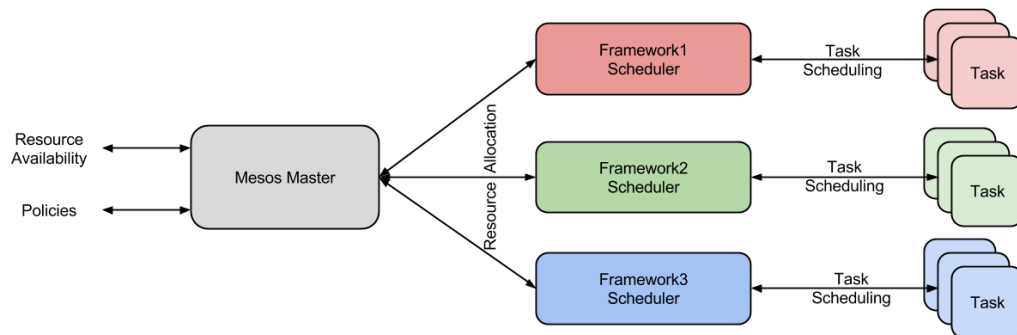 Resource
Availability
Policies
Mesos Master
Resource Allocation
Framework1
Scheduler
Task
Scheduling
Task
Framework2
Scheduler
Task
Scheduling
Task
Framework3
Scheduler
Task
Scheduling
Task